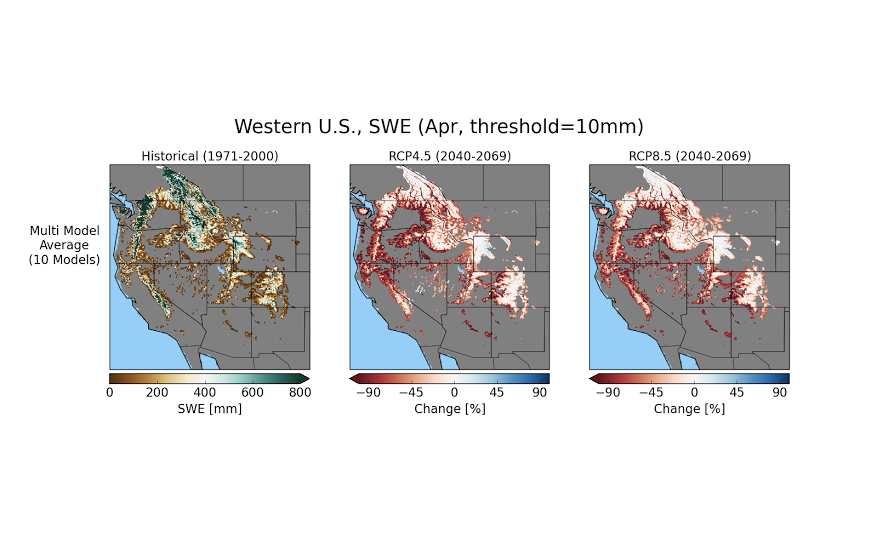 Western U.S., SWE (Apr, threshold=10mm)
Historical (1971-2000)
RCP4.5 (2040-2069)
RCP8.5 (2040-2069)
Multi Model
Average
(10 Models)
0 200 400 600 800
SWE [mm]
−90 −45 0 45 90
Change [%]
−90 −45 0 45 90
Change [%]